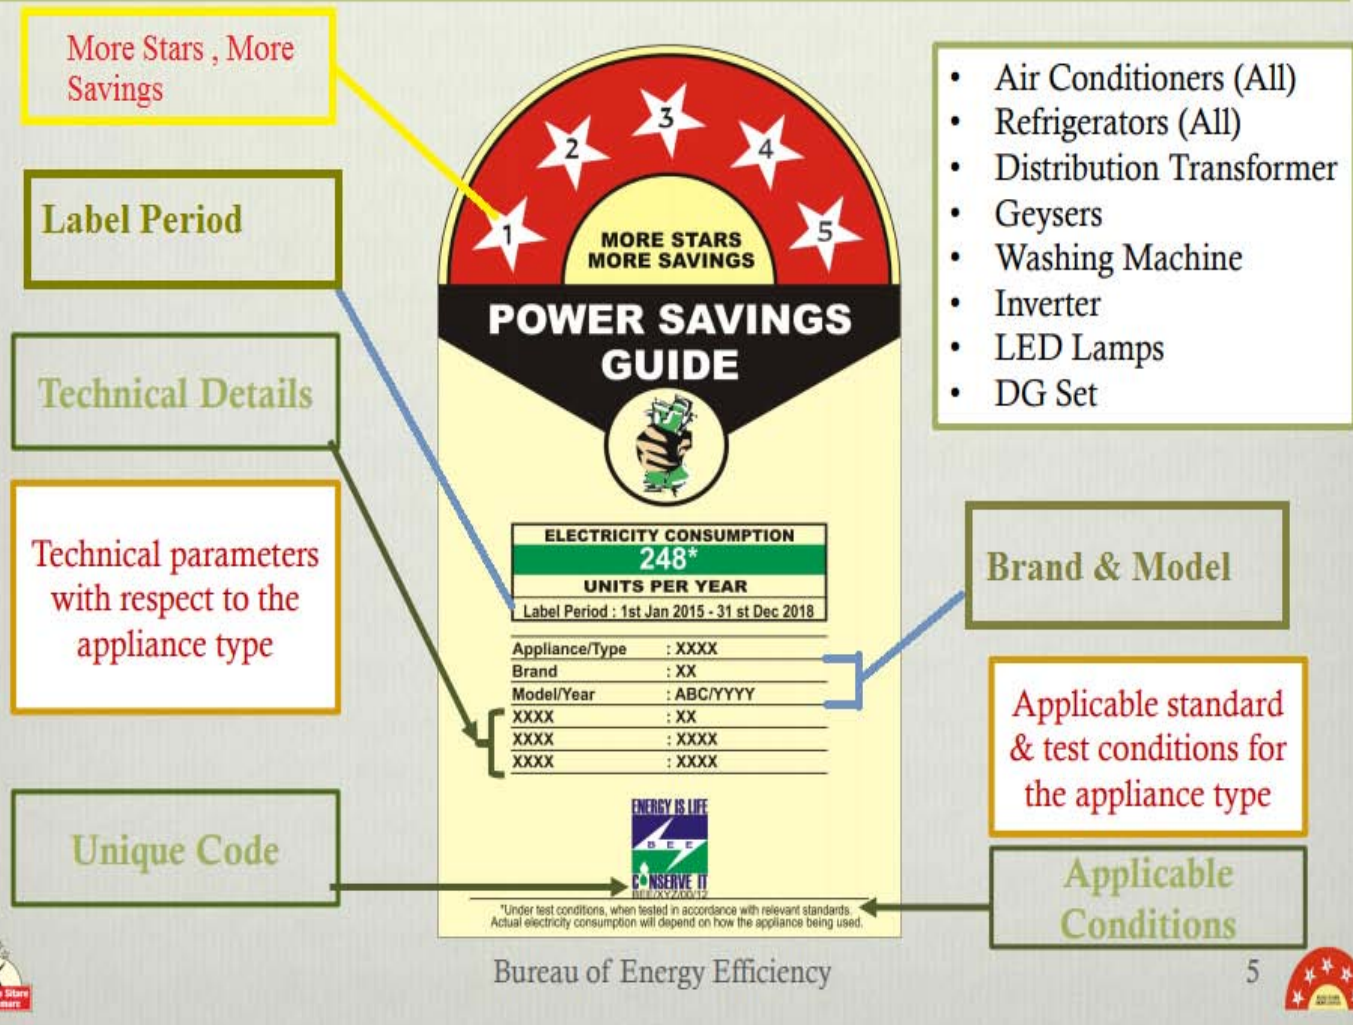 More Stars , More
Savings
Label Period
Technical Details
Technical parameters
with respect to the
appliance type
Unique Code
1
2
3
4
5
MORE STARS
MORE SAVINGS
POWER SAVINGS
GUIDE
ELECTRICITY CONSUMPTION
248*
UNITS PER YEAR
Label Period : 1st Jan 2015 - 31 st Dec 2018
Appliance/Type : XXXX
Brand : XX
Model/Year : ABC/YYYY
XXXX : XX
XXXX : XXXX
XXXX : XXXX
ENERGY IS LIFE
BEE
CONSERVE IT
BEE/XYZ/00/12
*Under test conditions, when tested in accordance with relevant standards.
Actual electricity consumption will depend on how the appliance being used.
• Air Conditioners (All)
• Refrigerators (All)
• Distribution Transformer
• Geysers
• Washing Machine
• Inverter
• LED Lamps
• DG Set
Brand & Model
Applicable standard
& test conditions for
the appliance type
Applicable
Conditions
Bureau of Energy Efficiency
5